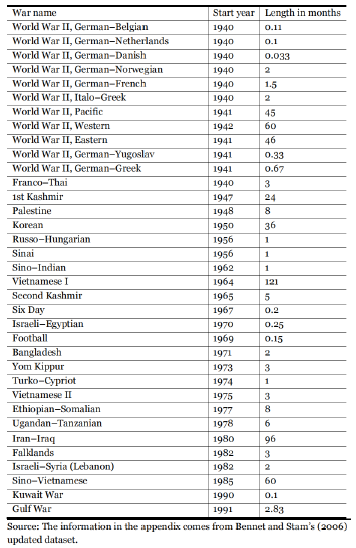 War name Start year Length in months
World War II, German–Belgian 1940 0.11
World War II, German–Netherlands 1940 0.1
World War II, German–Danish 1940 0.033
World War II, German–Norwegian 1940 2
World War II, German–French 1940 1.5
World War II, Italo–Greek 1940 2
World War II, Pacific 1941 45
World War II, Western 1942 60
World War II, Eastern 1941 46
World War II, German–Yugoslav 1941 0.33
World War II, German–Greek 1941 0.67
Franco–Thai 1940 3
1st Kashmir 1947 24
Palestine 1948 8
Korean 1950 36
Russo–Hungarian 1956 1
Sinai 1956 1
Sino–Indian 1962 1
Vietnamese I 1964 121
Second Kashmir 1965 5
Six Day 1967 0.2
Israeli–Egyptian 1970 0.25
Football 1969 0.15
Bangladesh 1971 2
Yom Kippur 1973 3
Turko–Cypriot 1974 1
Vietnamese II 1975 3
Ethiopian–Somalian 1977 8
Ugandan–Tanzanian 1978 6
Iran–Iraq 1980 96
Falklands 1982 3
Israeli–Syria (Lebanon) 1982 2
Sino–Vietnamese 1985 60
Kuwait War 1990 0.1
Gulf War 1991 2.83
Source: The information in the appendix comes from Bennet and Stam's (2006)
updated dataset.